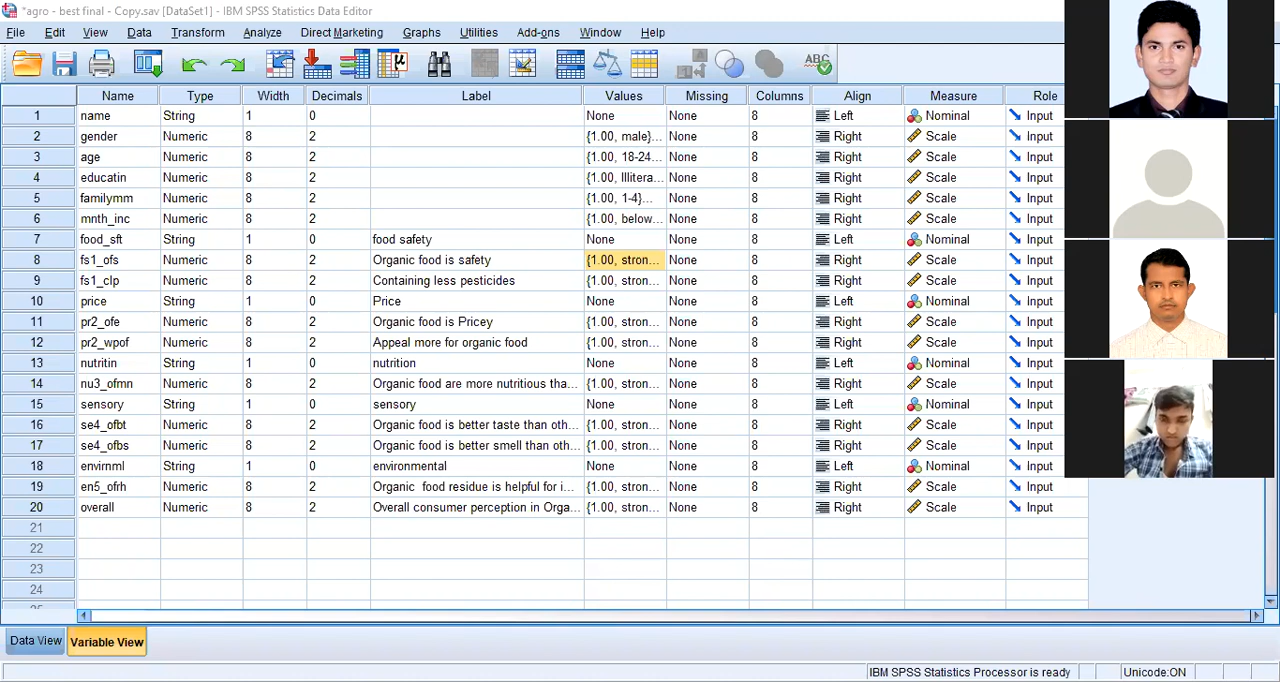 *agro - best final - Copy.sav [DataSet1] - IBM SPSS Statistics Data Editor
File Edit View Data Transform Analyze Direct Marketing Graphs Utilities Add-ons Window Help
Name Type Width Decimals Label Values Missing Columns Align Measure Role
1 name String 1 0 None None 8 Left Nominal Input
2 gender Numeric 8 2 {1.00, male}... None 8 Right Scale Input
3 age Numeric 8 2 {1.00, 18-24... None 8 Right Scale Input
4 educatin Numeric 8 2 {1.00, Illitera... None 8 Right Scale Input
5 familymm Numeric 8 2 {1.00, 1-4}... None 8 Right Scale Input
6 mnth_inc Numeric 8 2 {1.00, below... None 8 Right Scale Input
7 food_sft String 1 0 food safety None None 8 Left Nominal Input
8 fs1_ofs Numeric 8 2 Organic food is safety {1.00, stron... None 8 Right Scale Input
9 fs1_clp Numeric 8 2 Containing less pesticides {1.00, stron... None 8 Right Scale Input
10 price String 1 0 Price None None 8 Left Nominal Input
11 pr2_ofe Numeric 8 2 Organic food is Pricey {1.00, stron... None 8 Right Scale Input
12 pr2_wpof Numeric 8 2 Appeal more for organic food {1.00, stron... None 8 Right Scale Input
13 nutritin String 1 0 nutrition None None 8 Left Nominal Input
14 nu3_ofmn Numeric 8 2 Organic food are more nutritious tha... {1.00, stron... None 8 Right Scale Input
15 sensory String 1 0 sensory None None 8 Left Nominal Input
16 se4_ofbt Numeric 8 2 Organic food is better taste than oth... {1.00, stron... None 8 Right Scale Input
17 se4_ofbs Numeric 8 2 Organic food is better smell than oth... {1.00, stron... None 8 Right Scale Input
18 envirnml String 1 0 environmental None None 8 Left Nominal Input
19 en5_ofrh Numeric 8 2 Organic food residue is helpful for i... {1.00, stron... None 8 Right Scale Input
20 overall Numeric 8 2 Overall consumer perception in Orga... {1.00, stron... None 8 Right Scale Input
21
22
23
24
Data View Variable View
IBM SPSS Statistics Processor is ready Unicode:ON